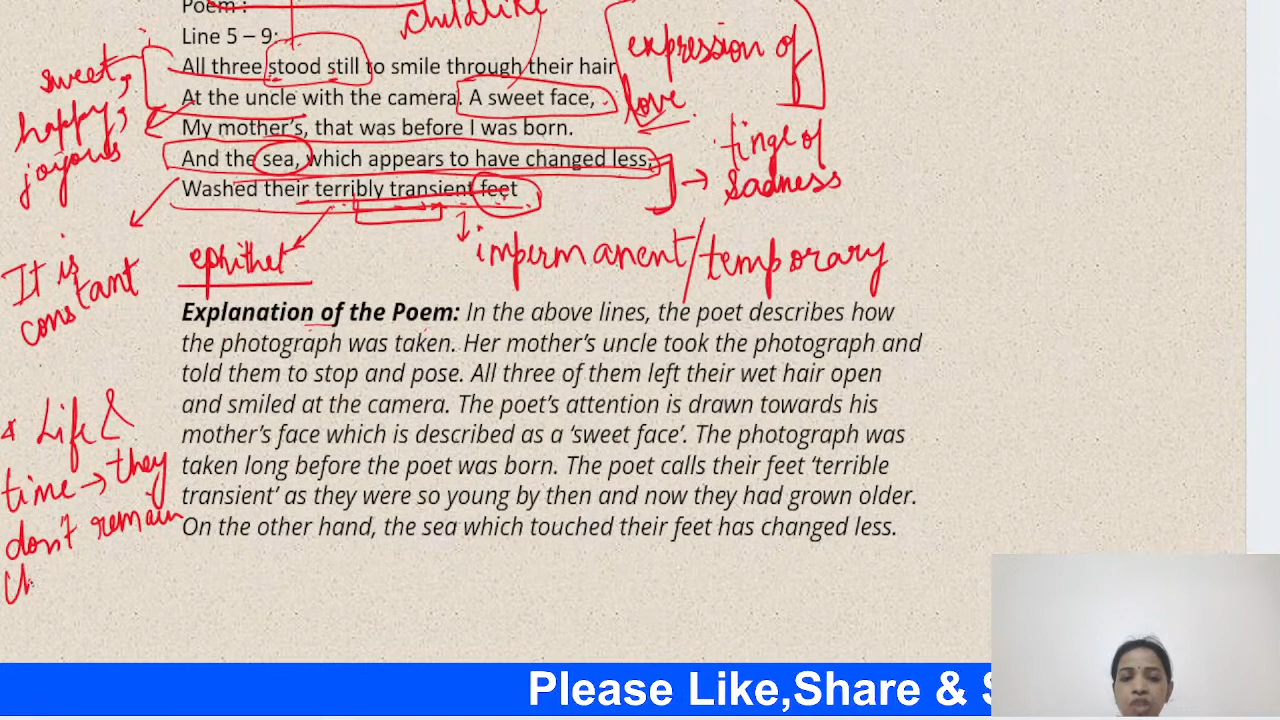 Poem :
childlike
Line 5 – 9:
All three stood still to smile through their hair
At the uncle with the camera. A sweet face,
My mother's, that was before I was born.
And the sea, which appears to have changed less,
Washed their terribly transient feet
sweet,
happy,
joyous
expression of
love
tinge of
sadness
It is
constant
ephithet
impermanent/temporary
Explanation of the Poem: In the above lines, the poet describes how
the photograph was taken. Her mother's uncle took the photograph and
told them to stop and pose. All three of them left their wet hair open
and smiled at the camera. The poet's attention is drawn towards his
mother's face which is described as a 'sweet face'. The photograph was
taken long before the poet was born. The poet calls their feet 'terrible
transient' as they were so young by then and now they had grown older.
On the other hand, the sea which touched their feet has changed less.
Life &
time → they
don't remain
Please Like,Share & S